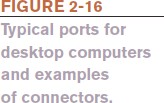 FIGURE 2-16
Typical ports for
desktop computers
and examples
of connectors.